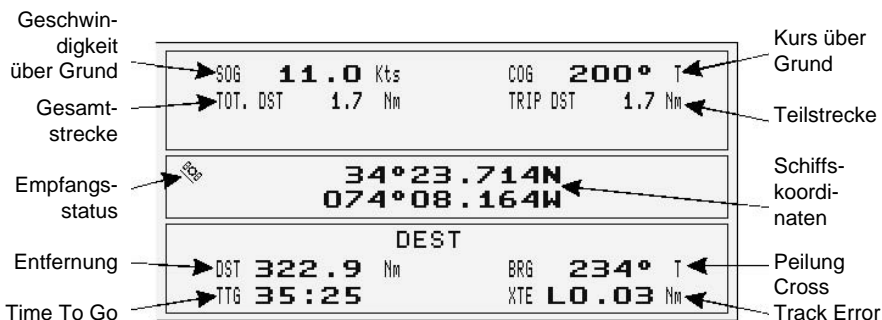 Geschwin-
digkeit
über Grund
Gesamt-
strecke
Empfangs-
status
Entfernung
Time To Go
SOG 11.0 Kts COG 200° T
TOT. DST 1.7 Nm TRIP DST 1.7 Nm
34°23.714N
074°08.164W
DEST
DST 322.9 Nm BRG 234° T
TTG 35:25 XTE L0.03 Nm
Kurs über
Grund
Teilstrecke
Schiffs-
koordi-
naten
Peilung
Cross
Track Error